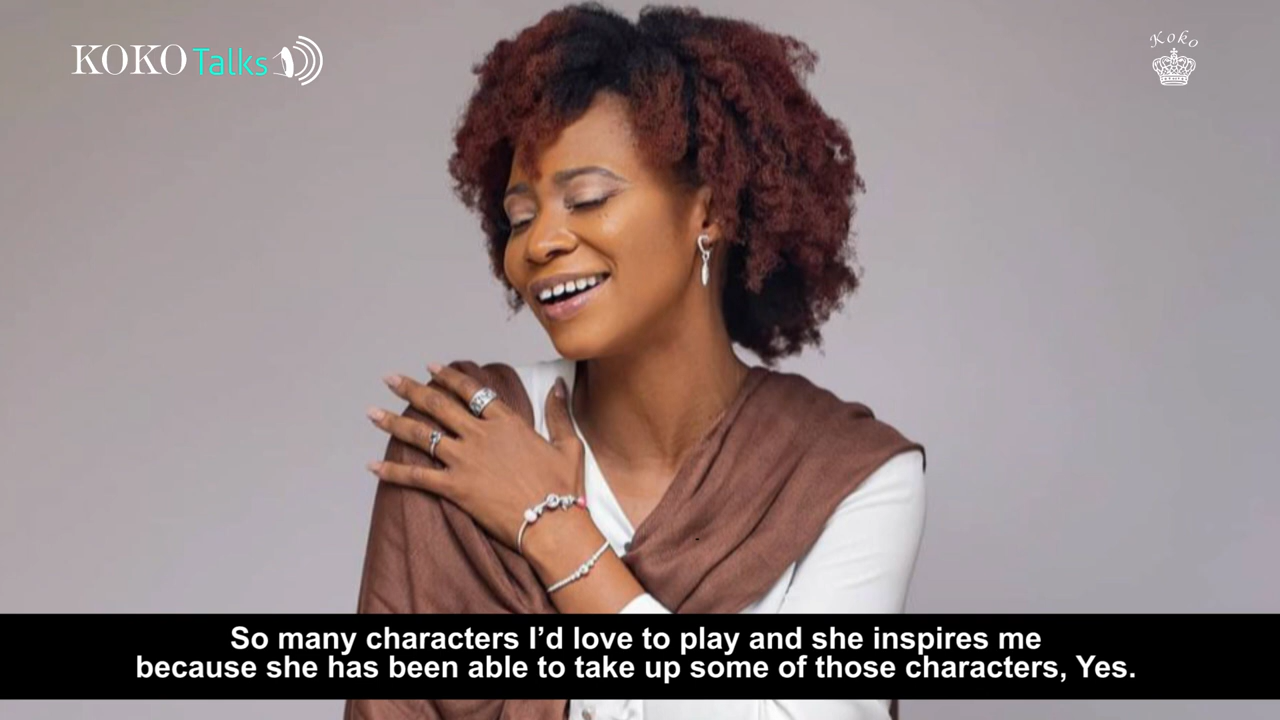 KOKO Talks
Koko
So many characters I'd love to play and she inspires me
because she has been able to take up some of those characters, Yes.